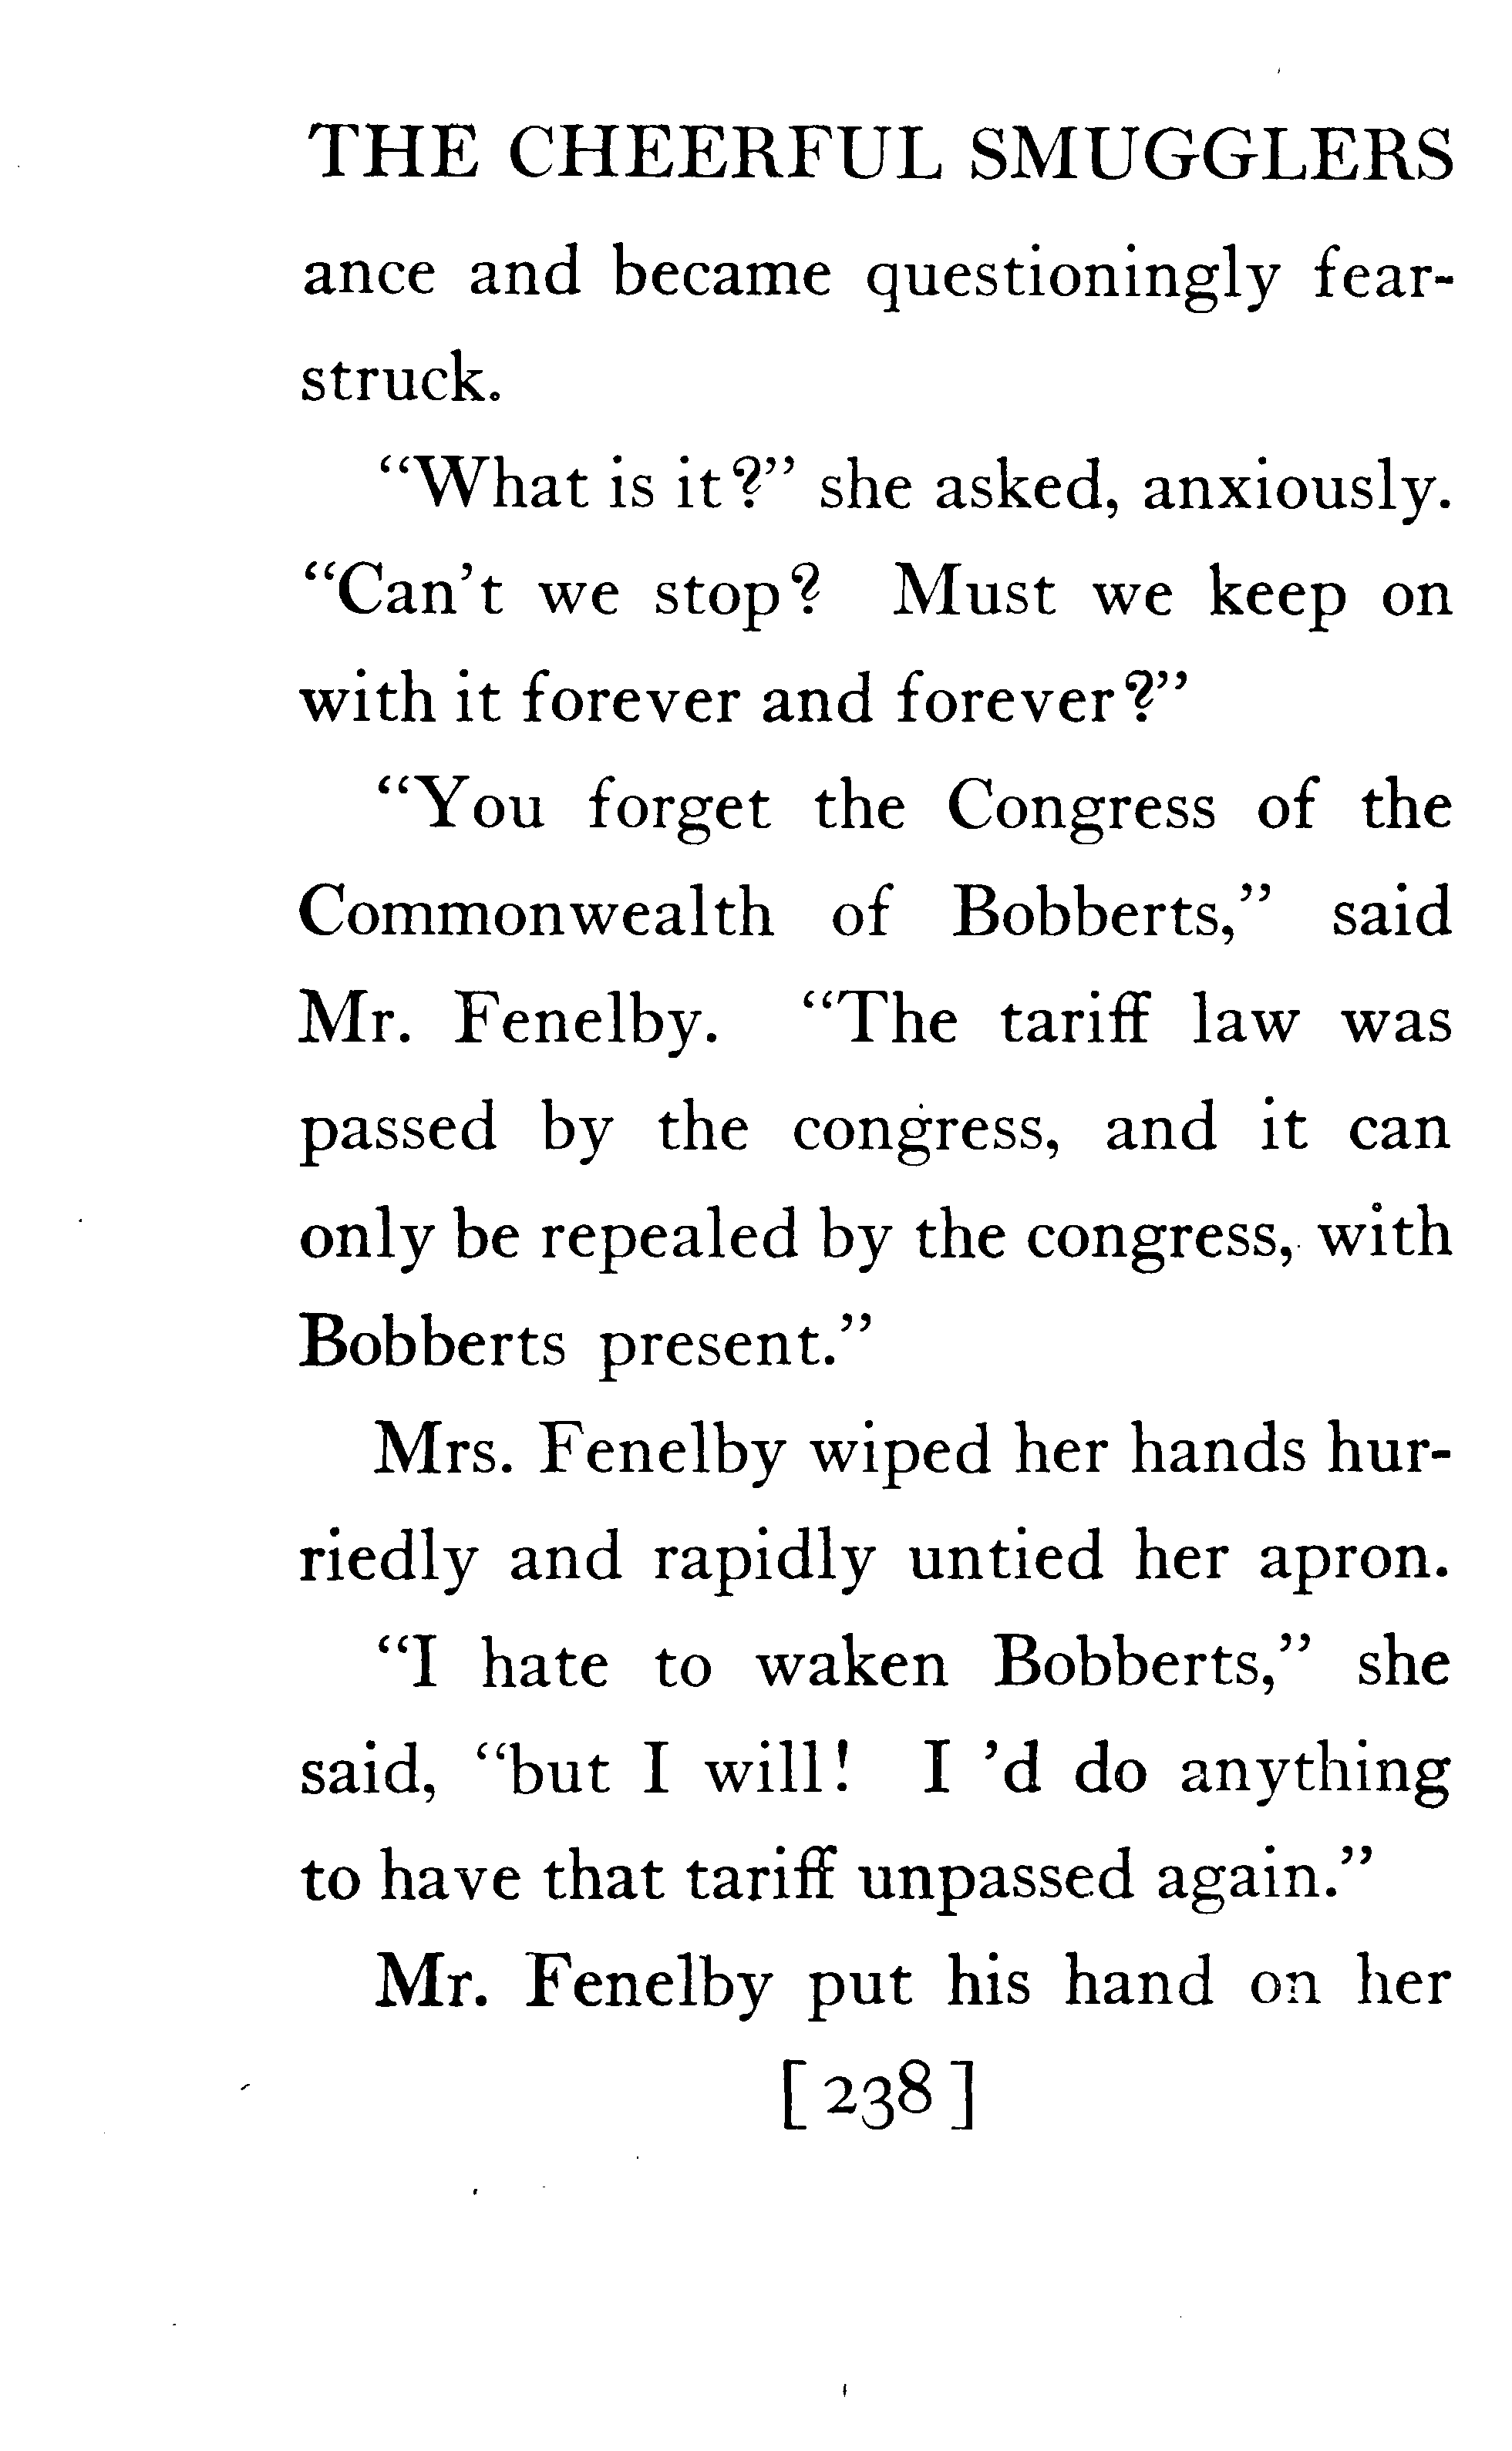 THE CHEERFUL SMUGGLERS
ance and became questioningly fear-
struck.
“What is it?” she asked, anxiously.
“Can't we stop? Must we keep on
with it forever and forever?”
“You forget the Congress of the
Commonwealth of Bobberts,” said
Mr. Fenelby. “The tariff law was
passed by the congress, and it can
only be repealed by the congress, with
Bobberts present.”
Mrs. Fenelby wiped her hands hur-
riedly and rapidly untied her apron.
“I hate to waken Bobberts,” she
said, “but I will! I 'd do anything
to have that tariff unpassed again.”
Mr. Fenelby put his hand on her
[238]